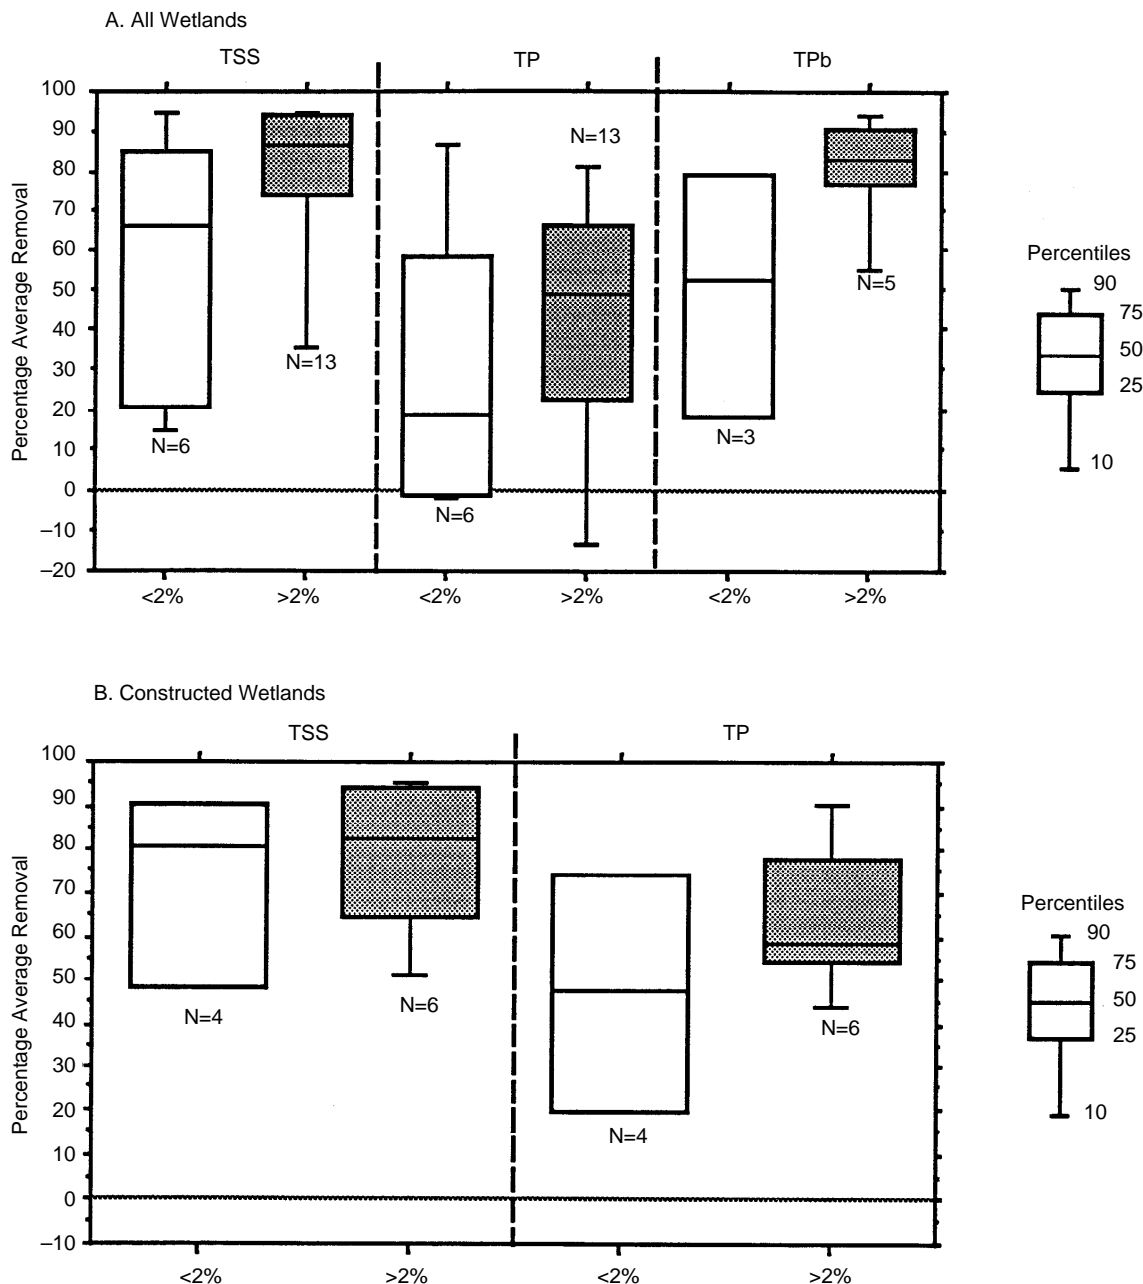 A. All Wetlands
TSS
TP
TPb
100
90
80
70
60
50
40
30
20
10
0
–10
–20
Percentage Average Removal
N=6
N=13
N=6
N=13
N=3
N=5
<2%
>2%
<2%
>2%
<2%
>2%
Percentiles
90
75
50
25
10
B. Constructed Wetlands
TSS
TP
100
90
80
70
60
50
40
30
20
10
0
–10
Percentage Average Removal
N=4
N=6
N=4
N=6
<2%
>2%
<2%
>2%
Percentiles
90
75
50
25
10